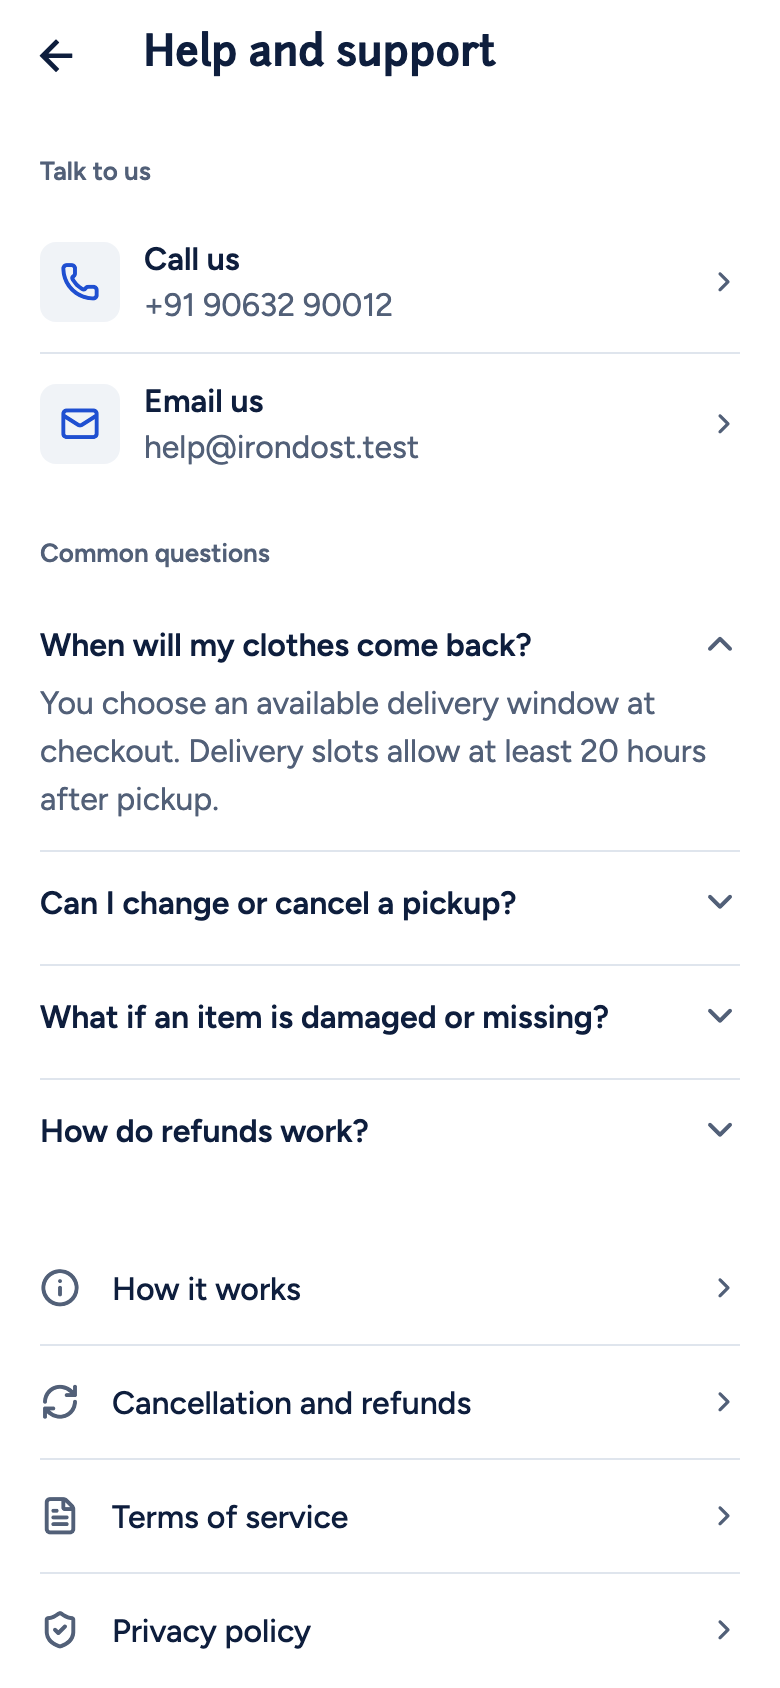 Help and support
Talk to us
Call us
+91 90632 90012
Email us
help@irondost.test
Common questions
When will my clothes come back?
You choose an available delivery window at
checkout. Delivery slots allow at least 20 hours
after pickup.
Can I change or cancel a pickup?
What if an item is damaged or missing?
How do refunds work?
How it works
Cancellation and refunds
Terms of service
Privacy policy